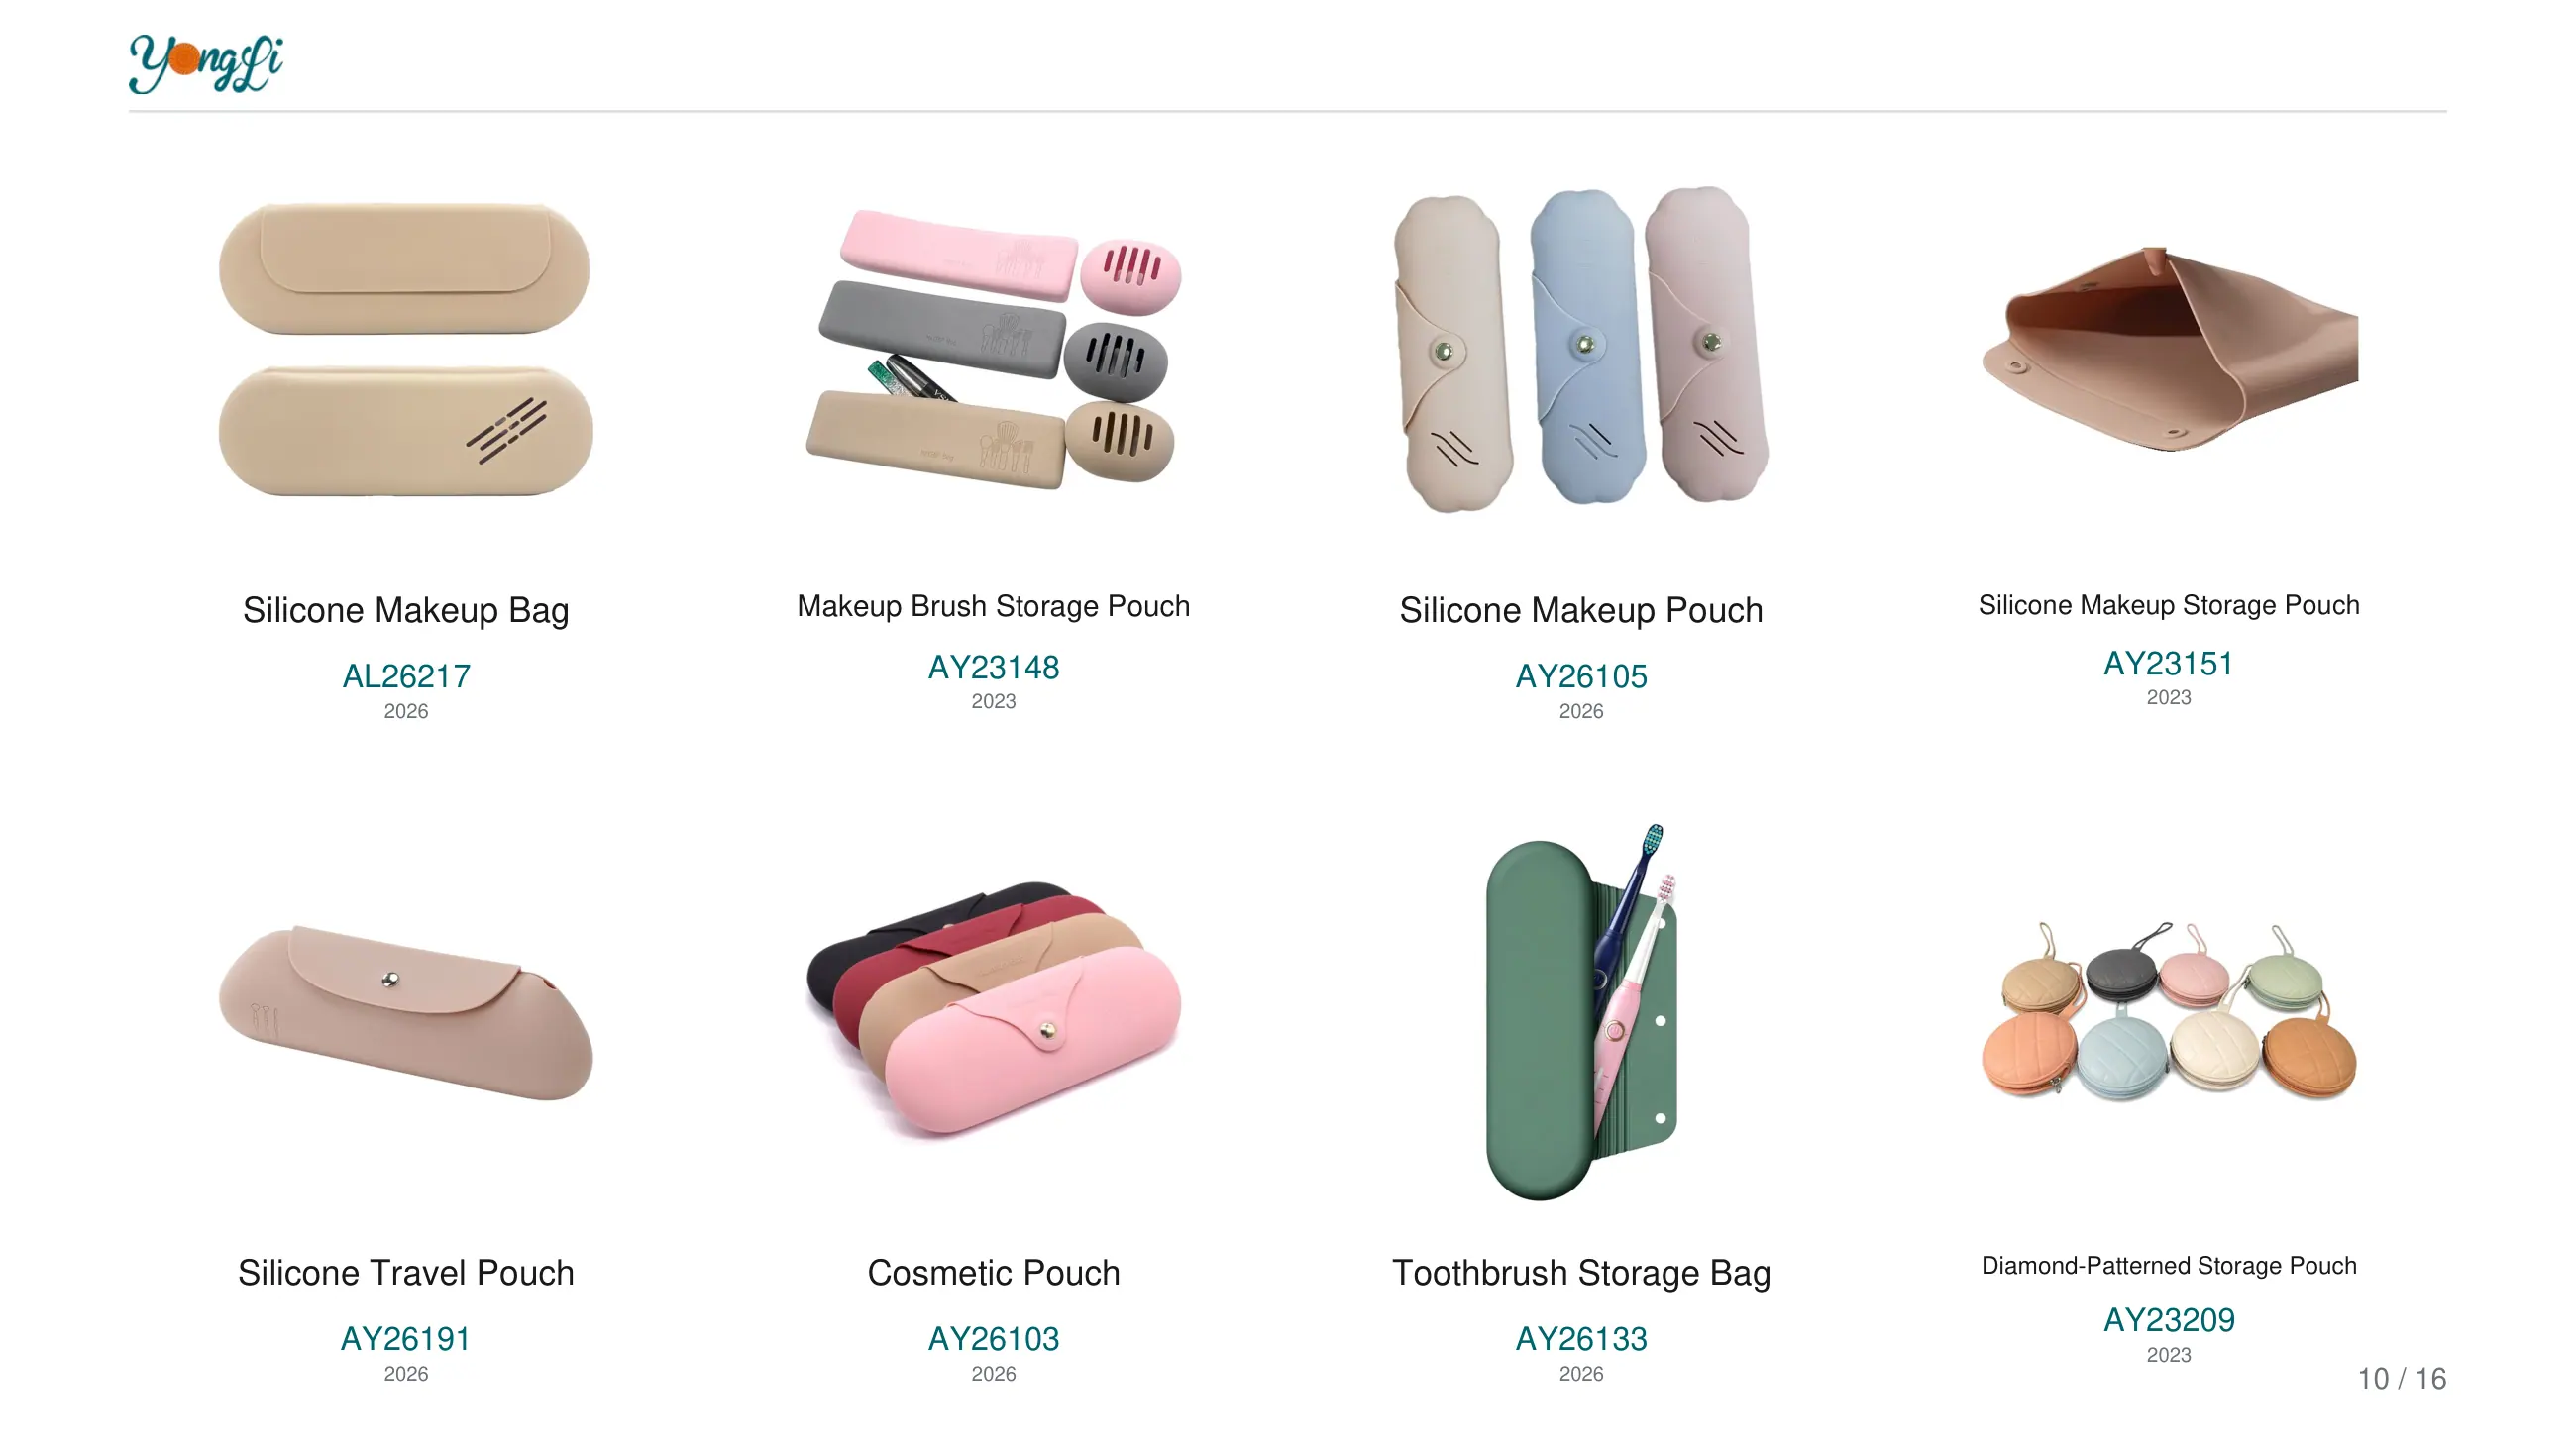 YongLi
Silicone Makeup Bag
AL26217
2026
Makeup Brush Storage Pouch
AY23148
2023
Silicone Makeup Pouch
AY26105
2026
Silicone Makeup Storage Pouch
AY23151
2023
Silicone Travel Pouch
AY26191
2026
Cosmetic Pouch
AY26103
2026
Toothbrush Storage Bag
AY26133
2026
Diamond-Patterned Storage Pouch
AY23209
2023
10 / 16